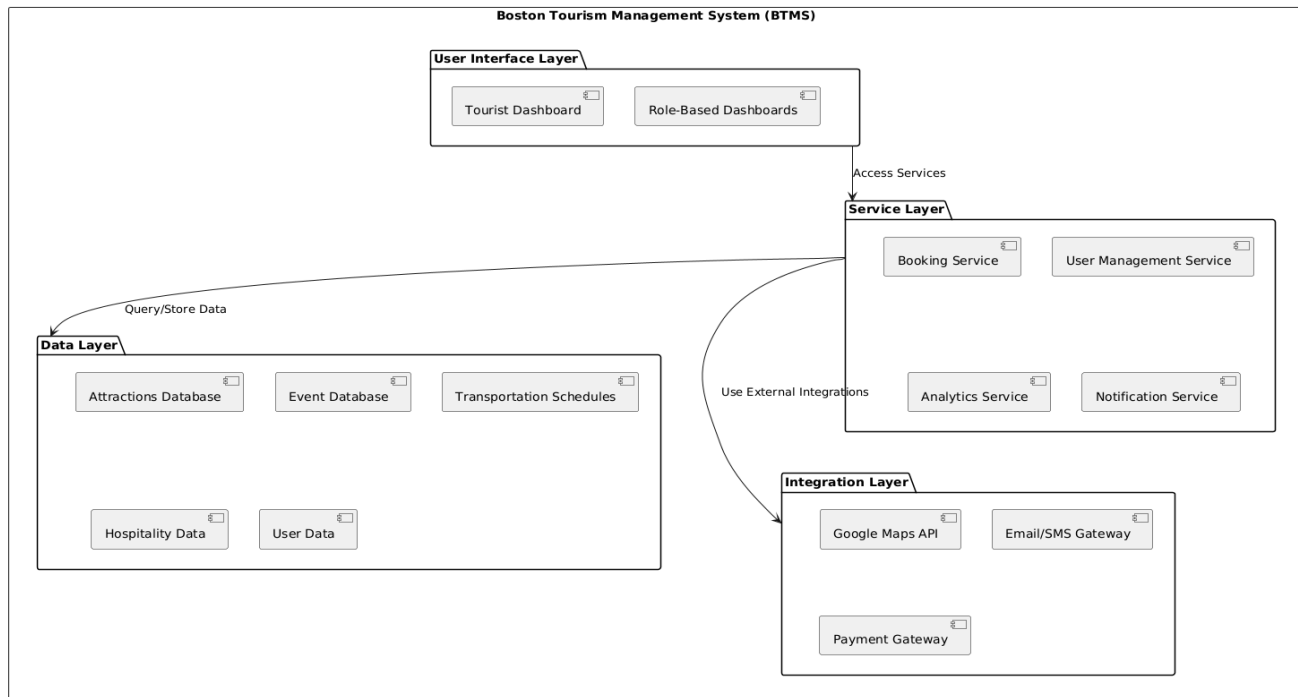 Boston Tourism Management System (BTMS)
User Interface Layer
Tourist Dashboard
Role-Based Dashboards
Access Services
Service Layer
Booking Service
User Management Service
Query/Store Data
Data Layer
Attractions Database
Event Database
Transportation Schedules
Use External Integrations
Analytics Service
Notification Service
Integration Layer
Hospitality Data
User Data
Google Maps API
Email/SMS Gateway
Payment Gateway